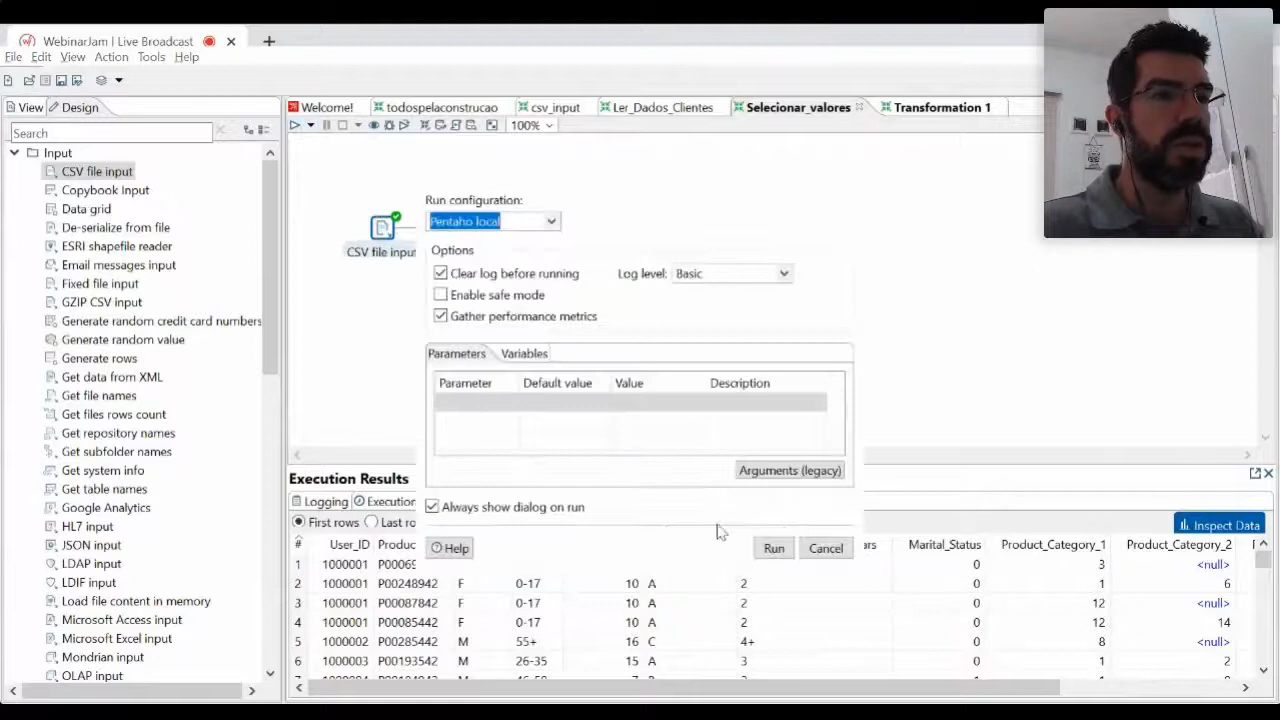 WebinarJam | Live Broadcast
File Edit View Action Tools Help
View Design
Welcome! todospelaconstrucao csv_input Ler_Dados_Clientes Selecionar_valores Transformation 1
100%
Search
Input
CSV file input
Copybook Input
Data grid
De-serialize from file
ESRI shapefile reader
Email messages input
Fixed file input
GZIP CSV input
Generate random credit card numbers
Generate random value
Generate rows
Get data from XML
Get file names
Get files rows count
Get repository names
Get subfolder names
Get system info
Get table names
Google Analytics
HL7 input
JSON input
LDAP input
LDIF input
Load file content in memory
Microsoft Access input
Microsoft Excel input
Mondrian input
OLAP input
CSV file input
Run configuration:
Pentaho local
Options
Clear log before running Log level: Basic
Enable safe mode
Gather performance metrics
Parameters Variables
Parameter Default value Value Description
Arguments (legacy)
Always show dialog on run
Help Run Cancel
Execution Results
Logging
First rows
Inspect Data
# User_ID Marital_Status Product_Category_1 Product_Category_2
1 1000001 0 3 <null>
2 1000001 P00248942 F 0-17 10 A 2 0 1 6
3 1000001 P00087842 F 0-17 10 A 2 0 12 <null>
4 1000001 P00085442 F 0-17 10 A 2 0 12 14
5 1000002 P00285442 M 55+ 16 C 4+ 0 8 <null>
6 1000003 P00193542 M 26-35 15 A 3 0 1 2